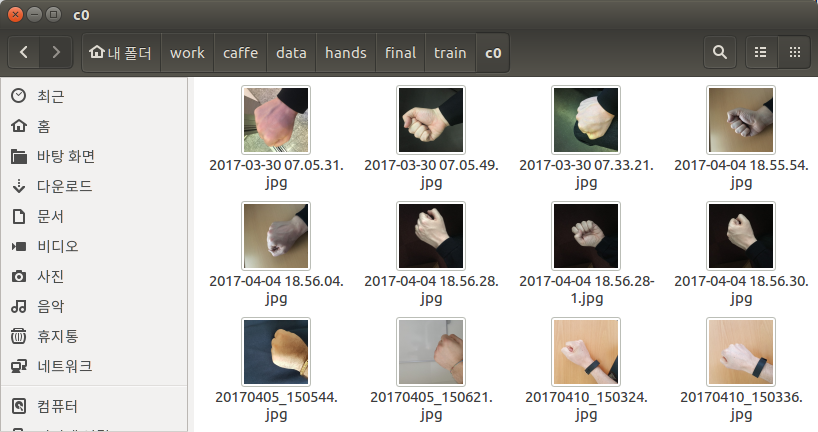 c0
내 폴더 work caffe data hands final train c0
최근
홈
바탕 화면
다운로드
문서
비디오
사진
음악
휴지통
네트워크
컴퓨터
2017-03-30 07.05.31.
jpg
2017-03-30 07.05.49.
jpg
2017-03-30 07.33.21.
jpg
2017-04-04 18.55.54.
jpg
2017-04-04 18.56.04.
jpg
2017-04-04 18.56.28.
jpg
2017-04-04 18.56.28-
1.jpg
2017-04-04 18.56.30.
jpg
20170405_150544.
jpg
20170405_150621.
jpg
20170410_150324.
jpg
20170410_150336.
jpg